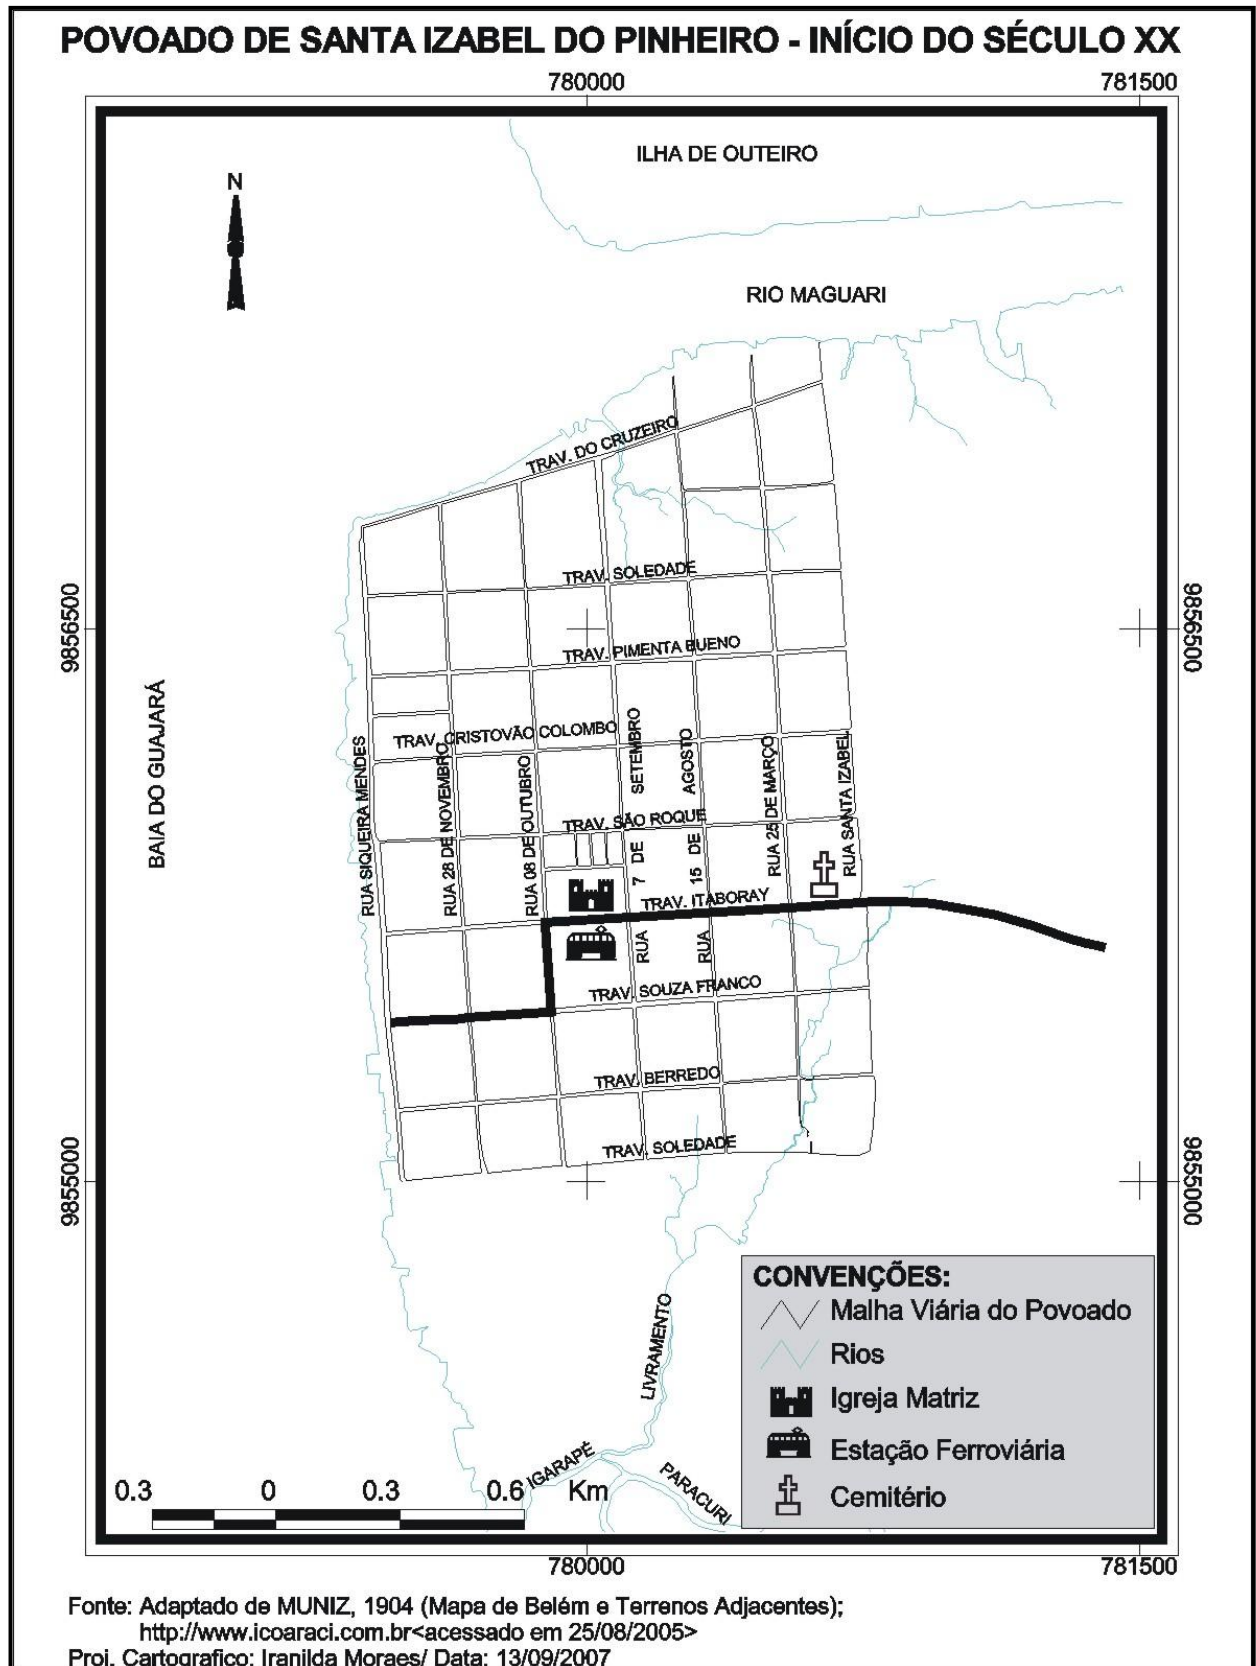 POVOADO DE SANTA IZABEL DO PINHEIRO - INÍCIO DO SÉCULO XX
780000
781500
ILHA DE OUTEIRO
N
RIO MAGUARI
TRAV. DO CRUZEIRO
TRAV. SOLEDADE
9856500
9856500
TRAV. PIMENTA BUENO
BAIA DO GUAJARÁ
TRAV. CRISTOVÃO COLOMBO
RUA SIQUEIRA MENDES
RUA 28 DE NOVEMBRO
RUA 08 DE OUTUBRO
RUA 7 DE SETEMBRO
RUA 15 DE AGOSTO
RUA 25 DE MARÇO
RUA SANTA IZABEL
TRAV. SÃO ROQUE
TRAV. ITABORAY
TRAV. SOUZA FRANCO
TRAV. BERREDO
TRAV. SOLEDADE
9855000
9855000
LIVRAMENTO
IGARAPÉ
PARACURI
CONVENÇÕES:
Malha Viária do Povoado
Rios
Igreja Matriz
Estação Ferroviária
Cemitério
0.3 0 0.3 0.6 Km
780000
781500
Fonte: Adaptado de MUNIZ, 1904 (Mapa de Belém e Terrenos Adjacentes);
http://www.icoaraci.com.br<acessado em 25/08/2005>
Proj. Cartografico: Iranilda Moraes/ Data: 13/09/2007